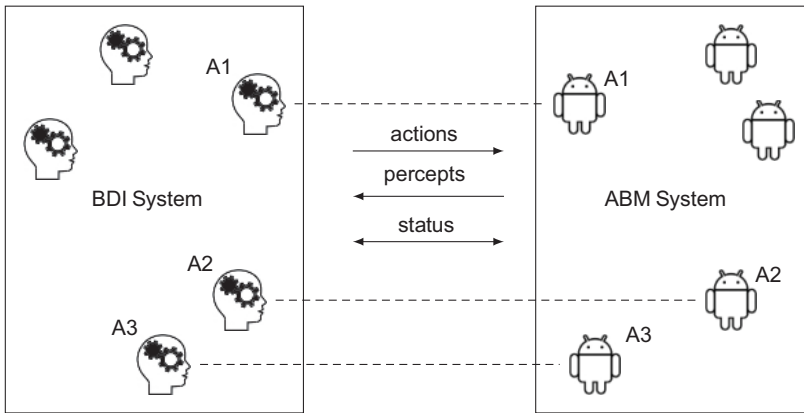 A1
A1
actions
percepts
BDI System
ABM System
status
A2
A2
A3
A3